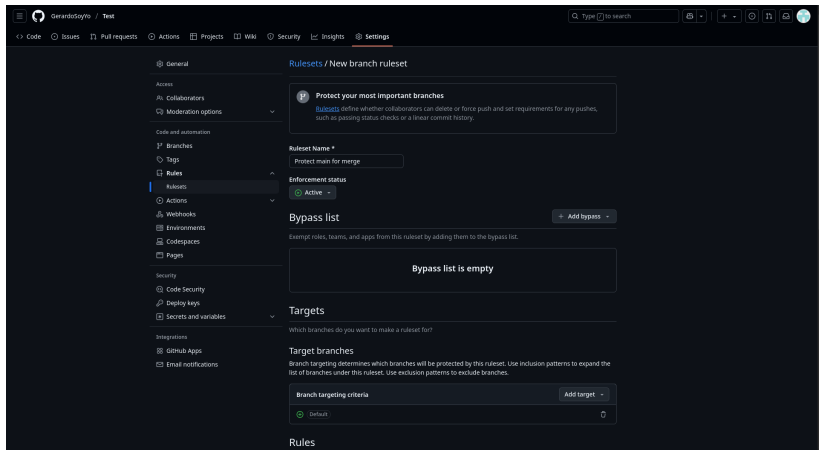 GerardoSoyYo / Test
Type / to search
Code
Issues
Pull requests
Actions
Projects
Wiki
Security
Insights
Settings
General
Access
Collaborators
Moderation options
Code and automation
Branches
Tags
Rules
Rulesets
Actions
Webhooks
Environments
Codespaces
Pages
Security
Code Security
Deploy keys
Secrets and variables
Integrations
GitHub Apps
Email notifications
Rulesets / New branch ruleset
Protect your most important branches
Rulesets define whether collaborators can delete or force push and set requirements for any pushes,
such as passing status checks or a linear commit history.
Ruleset Name *
Protect main for merge
Enforcement status
Active
Bypass list
Add bypass
Exempt roles, teams, and apps from this ruleset by adding them to the bypass list.
Bypass list is empty
Targets
Which branches do you want to make a ruleset for?
Target branches
Branch targeting determines which branches will be protected by this ruleset. Use inclusion patterns to expand the
list of branches under this ruleset. Use exclusion patterns to exclude branches.
Branch targeting criteria
Add target
Default
Rules